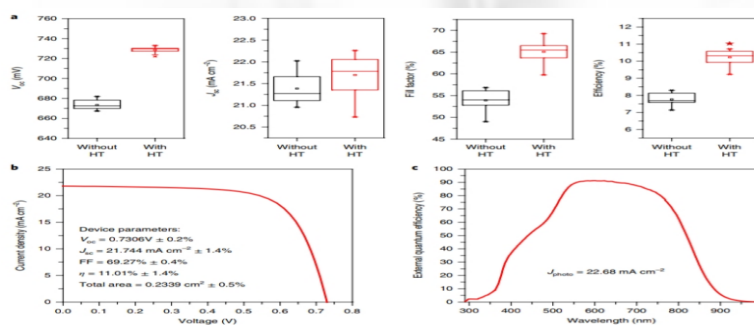 a
760
740
720
700
680
660
640
V_oc (mV)
Without HT
With HT
22.5
22.0
21.5
21.0
20.5
J_sc (mA cm⁻²)
Without HT
With HT
70
65
60
55
50
45
Fill factor (%)
Without HT
With HT
12
11
10
9
8
7
6
5
Efficiency (%)
Without HT
With HT
b
25
20
15
10
5
0
Current density (mA cm⁻²)
Device parameters:
V_oc = 0.7306V ± 0.2%
J_sc = 21.744 mA cm⁻² ± 1.4%
FF = 69.27% ± 0.4%
η = 11.01% ± 1.4%
Total area = 0.2339 cm² ± 0.5%
0.0 0.1 0.2 0.3 0.4 0.5 0.6 0.7 0.8
Voltage (V)
c
100
90
80
70
60
50
40
30
20
10
0
External quantum efficiency (%)
J_photo = 22.68 mA cm⁻²
300 400 500 600 700 800 900
Wavelength (nm)